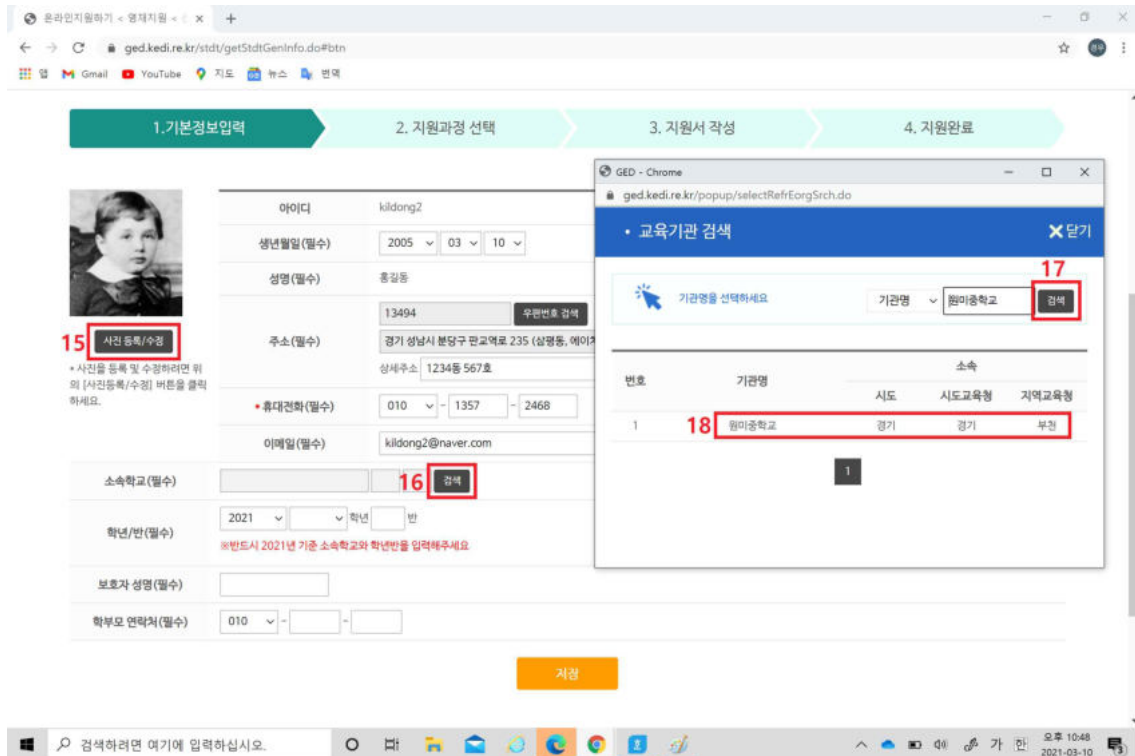 온라인지원하기 < 영재지원 <
ged.kedi.re.kr/stdt/getStdtGenInfo.do#btn
앱 Gmail YouTube 지도 뉴스 번역
1.기본정보입력 2. 지원과정 선택 3. 지원서 작성 4. 지원완료
15 사진 등록/수정
* 사진을 등록 및 수정하려면 위
의 [사진등록/수정] 버튼을 클릭
하세요.
아이디 kildong2
생년월일(필수) 2005 03 10
성명(필수) 홍길동
13494 우편번호 검색
주소(필수) 경기 성남시 분당구 판교역로 235 (삼평동, 에이치
상세주소 1234동 567호
•휴대전화(필수) 010 - 1357 - 2468
이메일(필수) kildong2@naver.com
소속학교(필수) 16 검색
학년/반(필수) 2021 학년 반
※반드시 2021년 기준 소속학교와 학년반을 입력해주세요
보호자 성명(필수)
학부모 연락처(필수) 010 - -
저장
GED - Chrome
ged.kedi.re.kr/popup/selectRefrEorgSrch.do
• 교육기관 검색 닫기
17
기관명을 선택하세요 기관명 원미중학교 검색
번호 기관명 소속
시도 시도교육청 지역교육청
1 18 원미중학교 경기 경기 부천
1
검색하려면 여기에 입력하십시오.
가 한 오후 10:48
2021-03-10